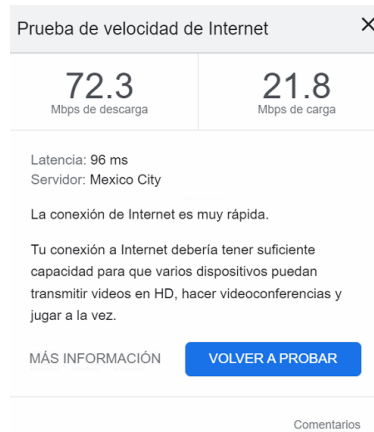 Prueba de velocidad de Internet
72.3
Mbps de descarga
21.8
Mbps de carga
Latencia: 96 ms
Servidor: Mexico City
La conexión de Internet es muy rápida.
Tu conexión a Internet debería tener suficiente
capacidad para que varios dispositivos puedan
transmitir videos en HD, hacer videoconferencias y
jugar a la vez.
MÁS INFORMACIÓN
VOLVER A PROBAR
Comentarios